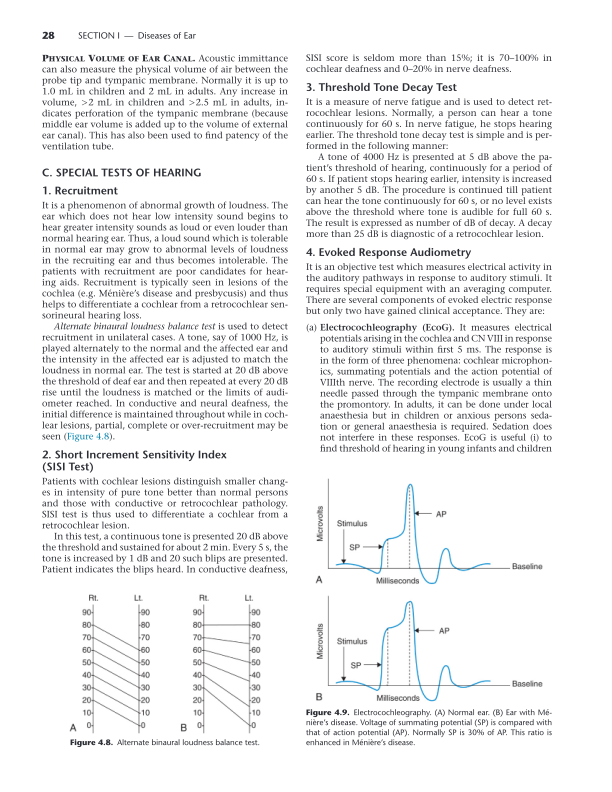 28 SECTION I — Diseases of Ear
PHYSICAL VOLUME OF EAR CANAL. Acoustic immittance
can also measure the physical volume of air between the
probe tip and tympanic membrane. Normally it is up to
1.0 mL in children and 2 mL in adults. Any increase in
volume, >2 mL in children and >2.5 mL in adults, in-
dicates perforation of the tympanic membrane (because
middle ear volume is added up to the volume of external
ear canal). This has also been used to find patency of the
ventilation tube.
C. SPECIAL TESTS OF HEARING
1. Recruitment
It is a phenomenon of abnormal growth of loudness. The
ear which does not hear low intensity sound begins to
hear greater intensity sounds as loud or even louder than
normal hearing ear. Thus, a loud sound which is tolerable
in normal ear may grow to abnormal levels of loudness
in the recruiting ear and thus becomes intolerable. The
patients with recruitment are poor candidates for hear-
ing aids. Recruitment is typically seen in lesions of the
cochlea (e.g. Ménière's disease and presbycusis) and thus
helps to differentiate a cochlear from a retrocochlear sen-
sorineural hearing loss.
Alternate binaural loudness balance test is used to detect
recruitment in unilateral cases. A tone, say of 1000 Hz, is
played alternately to the normal and the affected ear and
the intensity in the affected ear is adjusted to match the
loudness in normal ear. The test is started at 20 dB above
the threshold of deaf ear and then repeated at every 20 dB
rise until the loudness is matched or the limits of audi-
ometer reached. In conductive and neural deafness, the
initial difference is maintained throughout while in coch-
lear lesions, partial, complete or over-recruitment may be
seen (Figure 4.8).
2. Short Increment Sensitivity Index
(SISI Test)
Patients with cochlear lesions distinguish smaller chang-
es in intensity of pure tone better than normal persons
and those with conductive or retrocochlear pathology.
SISI test is thus used to differentiate a cochlear from a
retrocochlear lesion.
In this test, a continuous tone is presented 20 dB above
the threshold and sustained for about 2 min. Every 5 s, the
tone is increased by 1 dB and 20 such blips are presented.
Patient indicates the blips heard. In conductive deafness,
Rt. Lt. Rt. Lt.
90 90 90 90
80 80 80 80
70 70 70 70
60 60 60 60
50 50 50 50
40 40 40 40
30 30 30 30
20 20 20 20
10 10 10 10
A 0 0 B 0 0
Figure 4.8. Alternate binaural loudness balance test.
SISI score is seldom more than 15%; it is 70–100% in
cochlear deafness and 0–20% in nerve deafness.
3. Threshold Tone Decay Test
It is a measure of nerve fatigue and is used to detect ret-
rocochlear lesions. Normally, a person can hear a tone
continuously for 60 s. In nerve fatigue, he stops hearing
earlier. The threshold tone decay test is simple and is per-
formed in the following manner:
A tone of 4000 Hz is presented at 5 dB above the pa-
tient's threshold of hearing, continuously for a period of
60 s. If patient stops hearing earlier, intensity is increased
by another 5 dB. The procedure is continued till patient
can hear the tone continuously for 60 s, or no level exists
above the threshold where tone is audible for full 60 s.
The result is expressed as number of dB of decay. A decay
more than 25 dB is diagnostic of a retrocochlear lesion.
4. Evoked Response Audiometry
It is an objective test which measures electrical activity in
the auditory pathways in response to auditory stimuli. It
requires special equipment with an averaging computer.
There are several components of evoked electric response
but only two have gained clinical acceptance. They are:
(a) Electrocochleography (EcoG). It measures electrical
potentials arising in the cochlea and CN VIII in response
to auditory stimuli within first 5 ms. The response is
in the form of three phenomena: cochlear microphon-
ics, summating potentials and the action potential of
VIIIth nerve. The recording electrode is usually a thin
needle passed through the tympanic membrane onto
the promontory. In adults, it can be done under local
anaesthesia but in children or anxious persons seda-
tion or general anaesthesia is required. Sedation does
not interfere in these responses. EcoG is useful (i) to
find threshold of hearing in young infants and children
Microvolts
Stimulus
AP
SP
Baseline
A Milliseconds
Microvolts
Stimulus
AP
SP
Baseline
B Milliseconds
Figure 4.9. Electrocochleography. (A) Normal ear. (B) Ear with Mé-
nière's disease. Voltage of summating potential (SP) is compared with
that of action potential (AP). Normally SP is 30% of AP. This ratio is
enhanced in Ménière's disease.